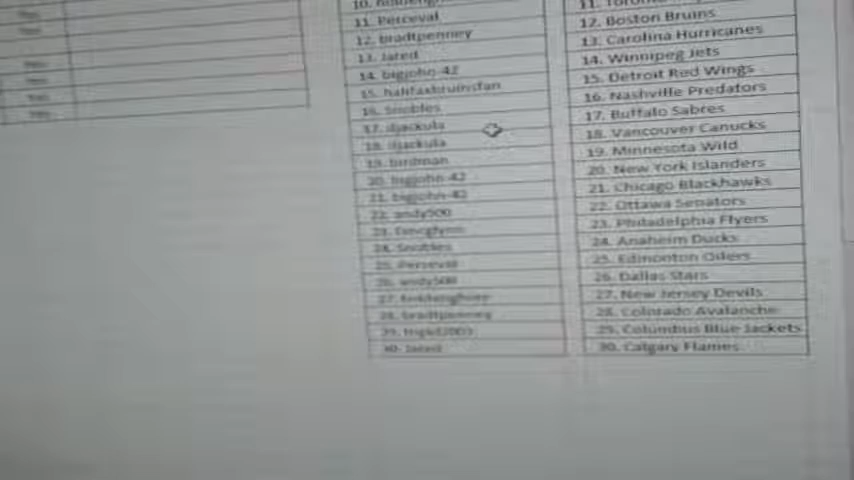 11. Perceval
12. bradtpenney
13. Jared
14. bigjohn-42
15. halifaxbruinsfan
16. Snobles
17. djackula
18. djackula
19. birdman
20. bigjohn-42
21. bigjohn-42
22. andy500
24. Snobles
25. Perseval
26. andy500
28. bradtpenney
30. Jared
11. Toronto
12. Boston Bruins
13. Carolina Hurricanes
14. Winnipeg Jets
15. Detroit Red Wings
16. Nashville Predators
17. Buffalo Sabres
18. Vancouver Canucks
19. Minnesota Wild
20. New York Islanders
21. Chicago Blackhawks
22. Ottawa Senators
23. Philadelphia Flyers
24. Anaheim Ducks
25. Edmonton Oilers
26. Dallas Stars
27. New Jersey Devils
28. Colorado Avalanche
29. Columbus Blue Jackets
30. Calgary Flames